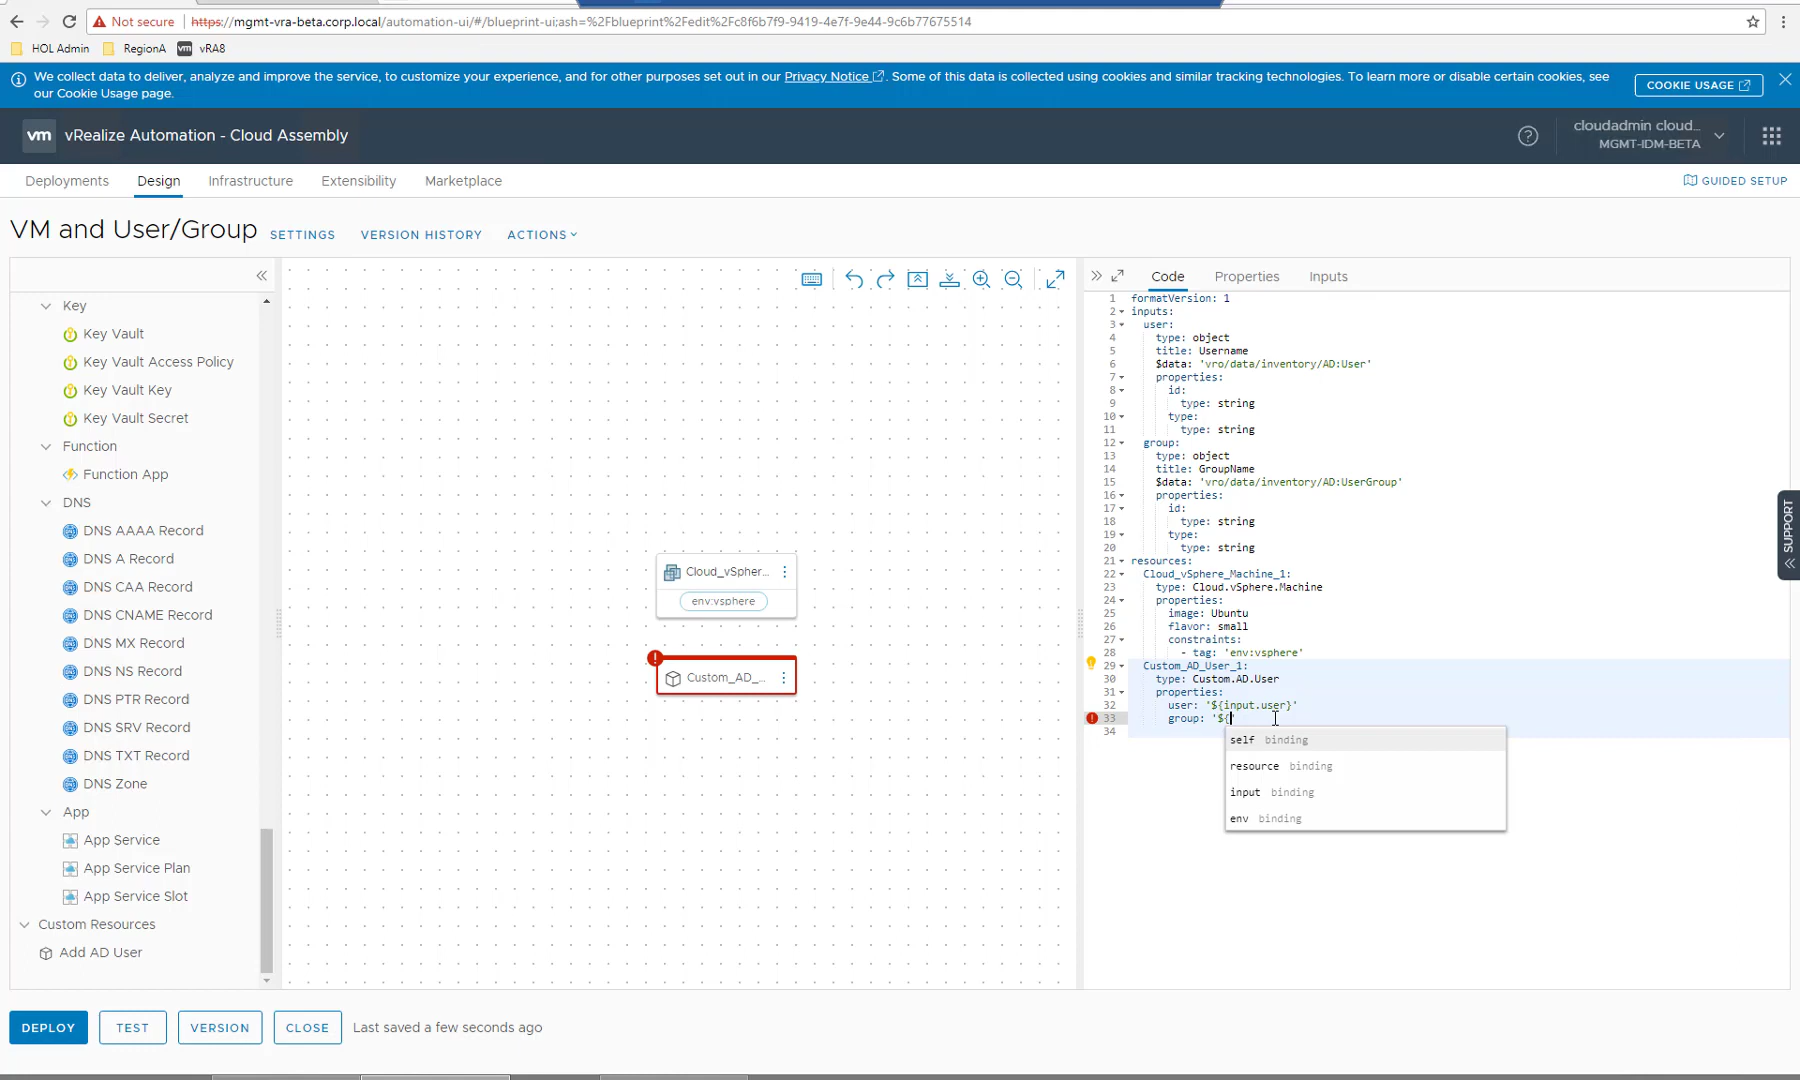 Not secure | https://mgmt-vra-beta.corp.local/automation-ui/#/blueprint-ui;ash=%2Fblueprint%2Fedit%2Fc8f6b7f9-9419-4e7f-9e44-9c6b77675514
HOL Admin RegionA vm vRA8
We collect data to deliver, analyze and improve the service, to customize your experience, and for other purposes set out in our Privacy Notice. Some of this data is collected using cookies and similar tracking technologies. To learn more or disable certain cookies, see
our Cookie Usage page.
COOKIE USAGE
vm vRealize Automation - Cloud Assembly
cloudadmin cloud...
MGMT-IDM-BETA
Deployments Design Infrastructure Extensibility Marketplace
GUIDED SETUP
VM and User/Group SETTINGS VERSION HISTORY ACTIONS
Key
Key Vault
Key Vault Access Policy
Key Vault Key
Key Vault Secret
Function
Function App
DNS
DNS AAAA Record
DNS A Record
DNS CAA Record
DNS CNAME Record
DNS MX Record
DNS NS Record
DNS PTR Record
DNS SRV Record
DNS TXT Record
DNS Zone
App
App Service
App Service Plan
App Service Slot
Custom Resources
Add AD User
Cloud_vSpher...
env:vsphere
Custom_AD_...
Code Properties Inputs
1 formatVersion: 1
2 inputs:
3 user:
4 type: object
5 title: Username
6 $data: 'vro/data/inventory/AD:User'
7 properties:
8 id:
9 type: string
10 type:
11 type: string
12 group:
13 type: object
14 title: GroupName
15 $data: 'vro/data/inventory/AD:UserGroup'
16 properties:
17 id:
18 type: string
19 type:
20 type: string
21 resources:
22 Cloud_vSphere_Machine_1:
23 type: Cloud.vSphere.Machine
24 properties:
25 image: Ubuntu
26 flavor: small
27 constraints:
28 - tag: 'env:vsphere'
29 Custom_AD_User_1:
30 type: Custom.AD.User
31 properties:
32 user: '${input.user}'
33 group: '${'
34
self binding
resource binding
input binding
env binding
SUPPORT
DEPLOY TEST VERSION CLOSE Last saved a few seconds ago